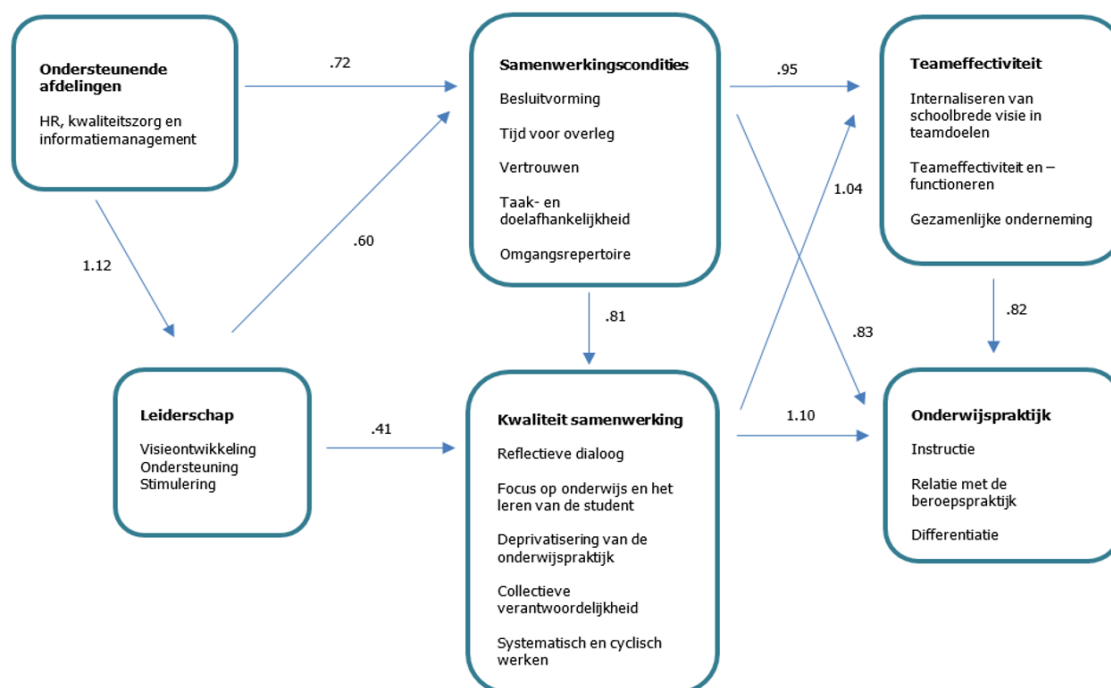 Ondersteunende
afdelingen
HR, kwaliteitszorg en
informatiemanagement
.72
Samenwerkingscondities
Besluitvorming
Tijd voor overleg
Vertrouwen
Taak- en
doelafhankelijkheid
Omgangsrepertoire
.95
Teameffectiviteit
Internaliseren van
schoolbrede visie in
teamdoelen
Teameffectiviteit en –
functioneren
Gezamenlijke onderneming
1.12
.60
1.04
.81
.83
.82
Leiderschap
Visieontwikkeling
Ondersteuning
Stimulering
.41
Kwaliteit samenwerking
Reflectieve dialoog
Focus op onderwijs en het
leren van de student
Deprivatisering van de
onderwijspraktijk
Collectieve
verantwoordelijkheid
Systematisch en cyclisch
werken
1.10
Onderwijspraktijk
Instructie
Relatie met de
beroepspraktijk
Differentiatie